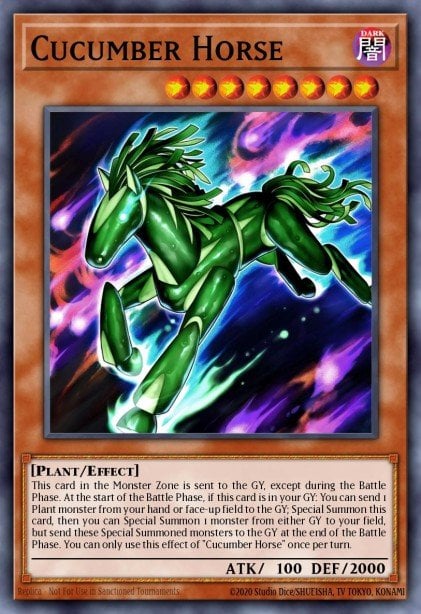 CUCUMBER HORSE
DARK
闇
[PLANT/EFFECT]
This card in the Monster Zone is sent to the GY, except during the Battle
Phase. At the start of the Battle Phase, if this card is in your GY: You can send 1
Plant monster from your hand or face-up field to the GY; Special Summon
this card, then you can Special Summon 1 monster from either GY to your field,
but send these Special Summoned monsters to the GY at the end of the Battle
Phase. You can only use this effect of "Cucumber Horse" once per turn.
ATK/ 100 DEF/2000
Replica - Not For Use in Sanctioned Tournaments
©2020 Studio Dice/SHUEISHA, TV TOKYO, KONAMI